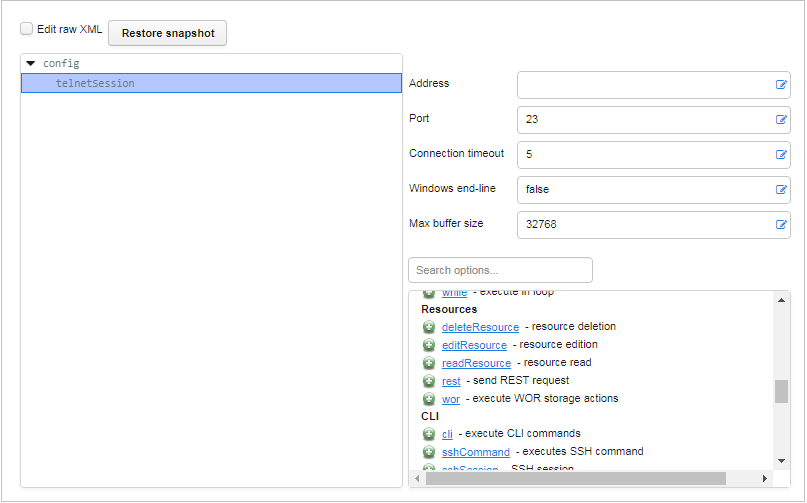 Edit raw XML
Restore snapshot
config
telnetSession
Address
Port
23
Connection timeout
5
Windows end-line
false
Max buffer size
32768
Search options...
while - execute in loop
Resources
deleteResource - resource deletion
editResource - resource edition
readResource - resource read
rest - send REST request
wor - execute WOR storage actions
CLI
cli - execute CLI commands
sshCommand - executes SSH command
sshSession - SSH session